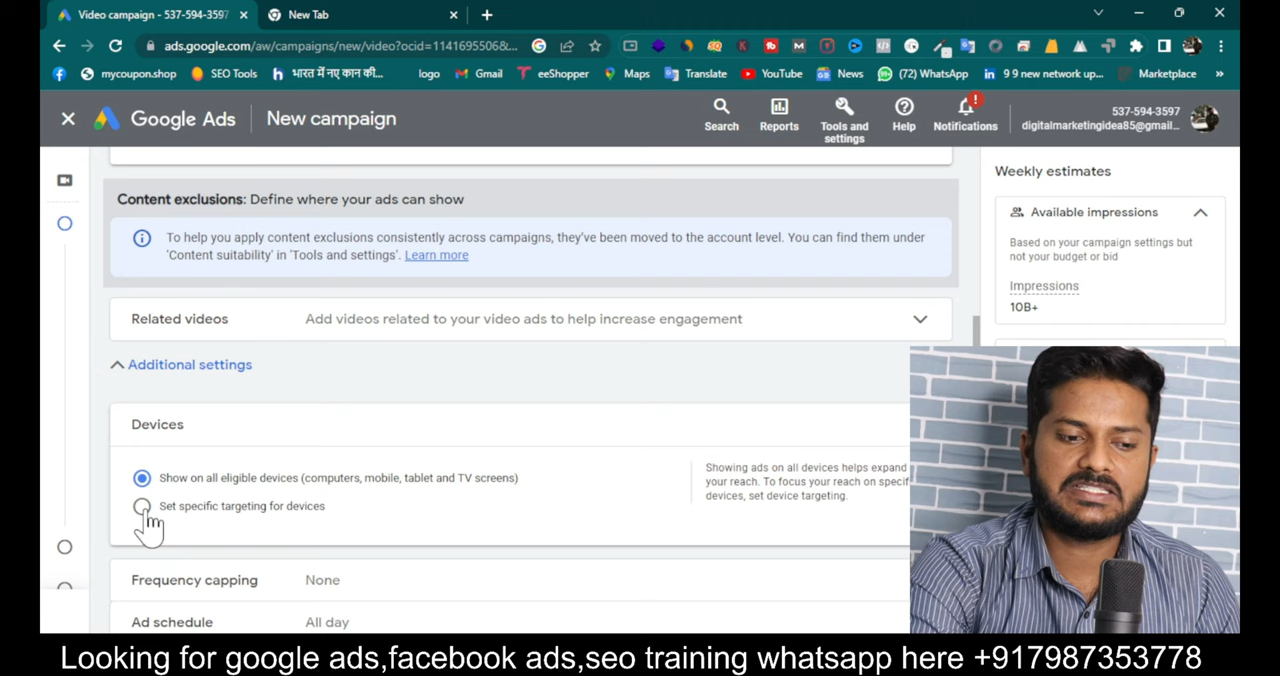 Video campaign - 537-594-3597
New Tab
ads.google.com/aw/campaigns/new/video?ocid=1141695506&...
mycoupon.shop
SEO Tools
भारत में नए कान की...
logo
Gmail
eeShopper
Maps
Translate
YouTube
News
(72) WhatsApp
9 9 new network up...
Marketplace
»
Google Ads
New campaign
Search
Reports
Tools and
settings
Help
Notifications
537-594-3597
digitalmarketingidea85@gmail...
Content exclusions: Define where your ads can show
To help you apply content exclusions consistently across campaigns, they've been moved to the account level. You can find them under
'Content suitability' in 'Tools and settings'. Learn more
Related videos
Add videos related to your video ads to help increase engagement
Additional settings
Devices
Show on all eligible devices (computers, mobile, tablet and TV screens)
Set specific targeting for devices
Showing ads on all devices helps expand
your reach. To focus your reach on specif
devices, set device targeting.
Frequency capping
None
Ad schedule
All day
Weekly estimates
Available impressions
Based on your campaign settings but
not your budget or bid
Impressions
10B+
Looking for google ads,facebook ads,seo training whatsapp here +917987353778